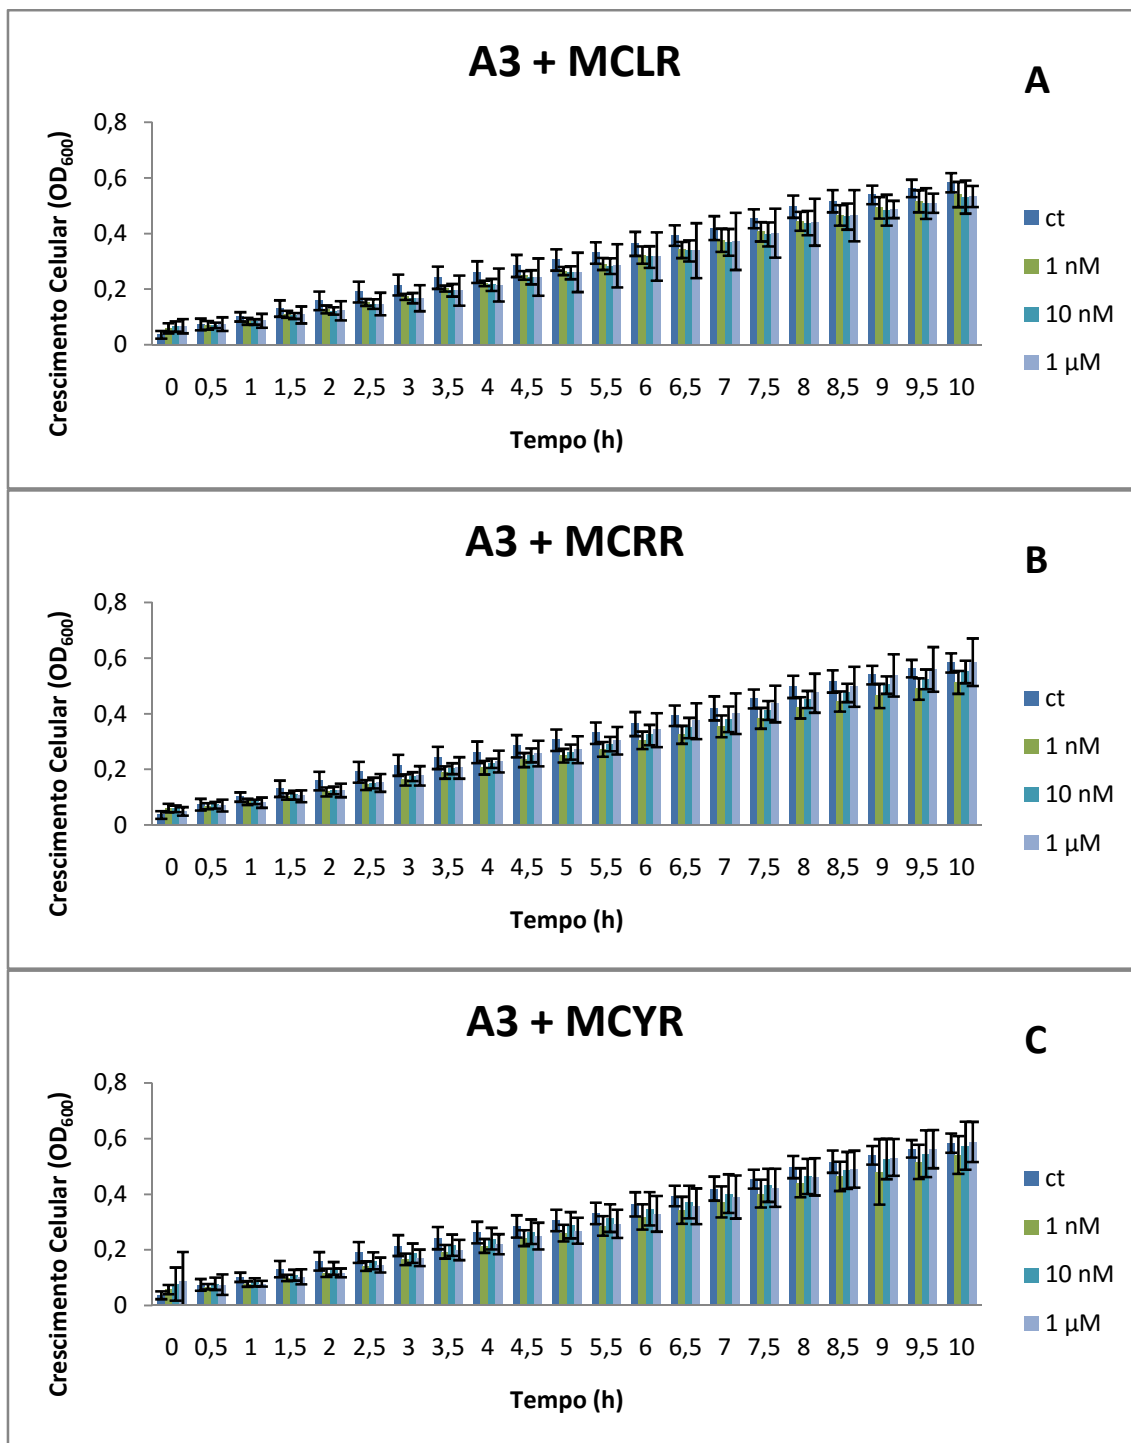 A3 + MCLR
A
Crescimento Celular (OD600)
0,8
0,6
0,4
0,2
0
0 0,5 1 1,5 2 2,5 3 3,5 4 4,5 5 5,5 6 6,5 7 7,5 8 8,5 9 9,5 10
Tempo (h)
ct
1 nM
10 nM
1 µM
A3 + MCRR
B
Crescimento Celular (OD600)
0,8
0,6
0,4
0,2
0
0 0,5 1 1,5 2 2,5 3 3,5 4 4,5 5 5,5 6 6,5 7 7,5 8 8,5 9 9,5 10
Tempo (h)
ct
1 nM
10 nM
1 µM
A3 + MCYR
C
Crescimento Celular (OD600)
0,8
0,6
0,4
0,2
0
0 0,5 1 1,5 2 2,5 3 3,5 4 4,5 5 5,5 6 6,5 7 7,5 8 8,5 9 9,5 10
Tempo (h)
ct
1 nM
10 nM
1 µM